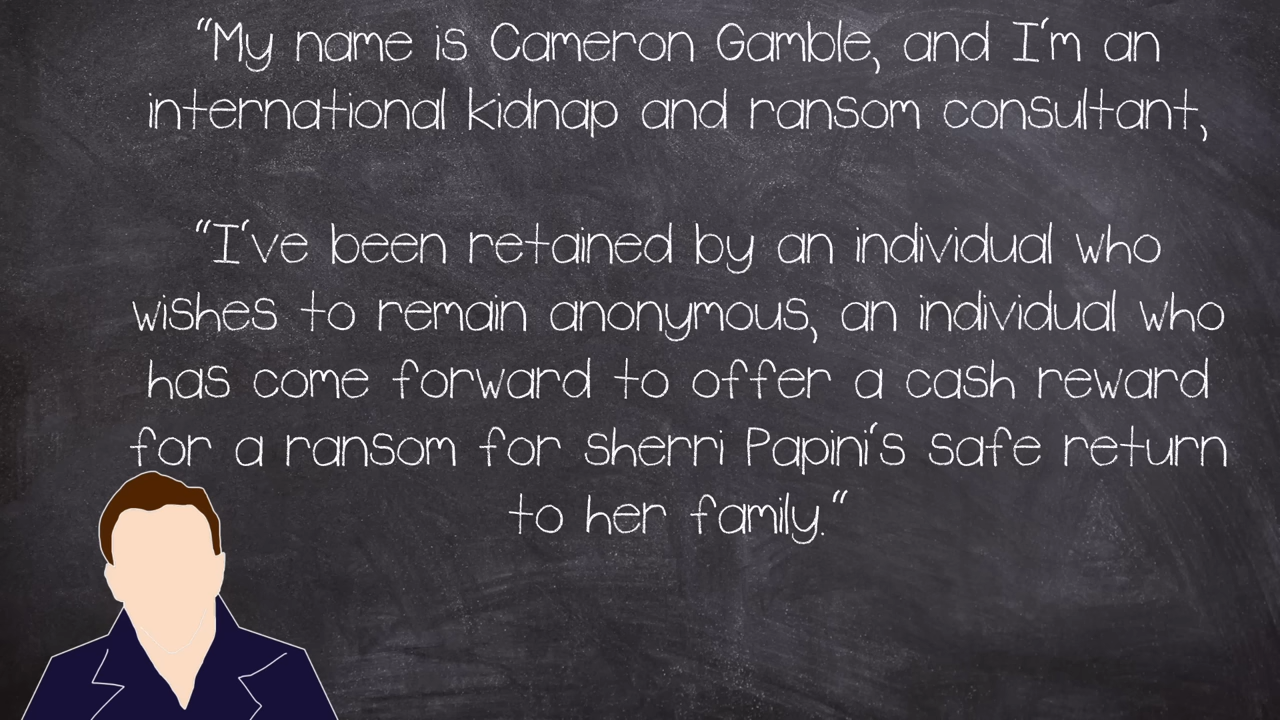 “My name is Cameron Gamble, and I‘m an
international kidnap and ransom consultant,
“I‘ve been retained by an individual who
wishes to remain anonymous, an individual who
has come forward to offer a cash reward
for a ransom for sherri Papini‘s safe return
to her family.“